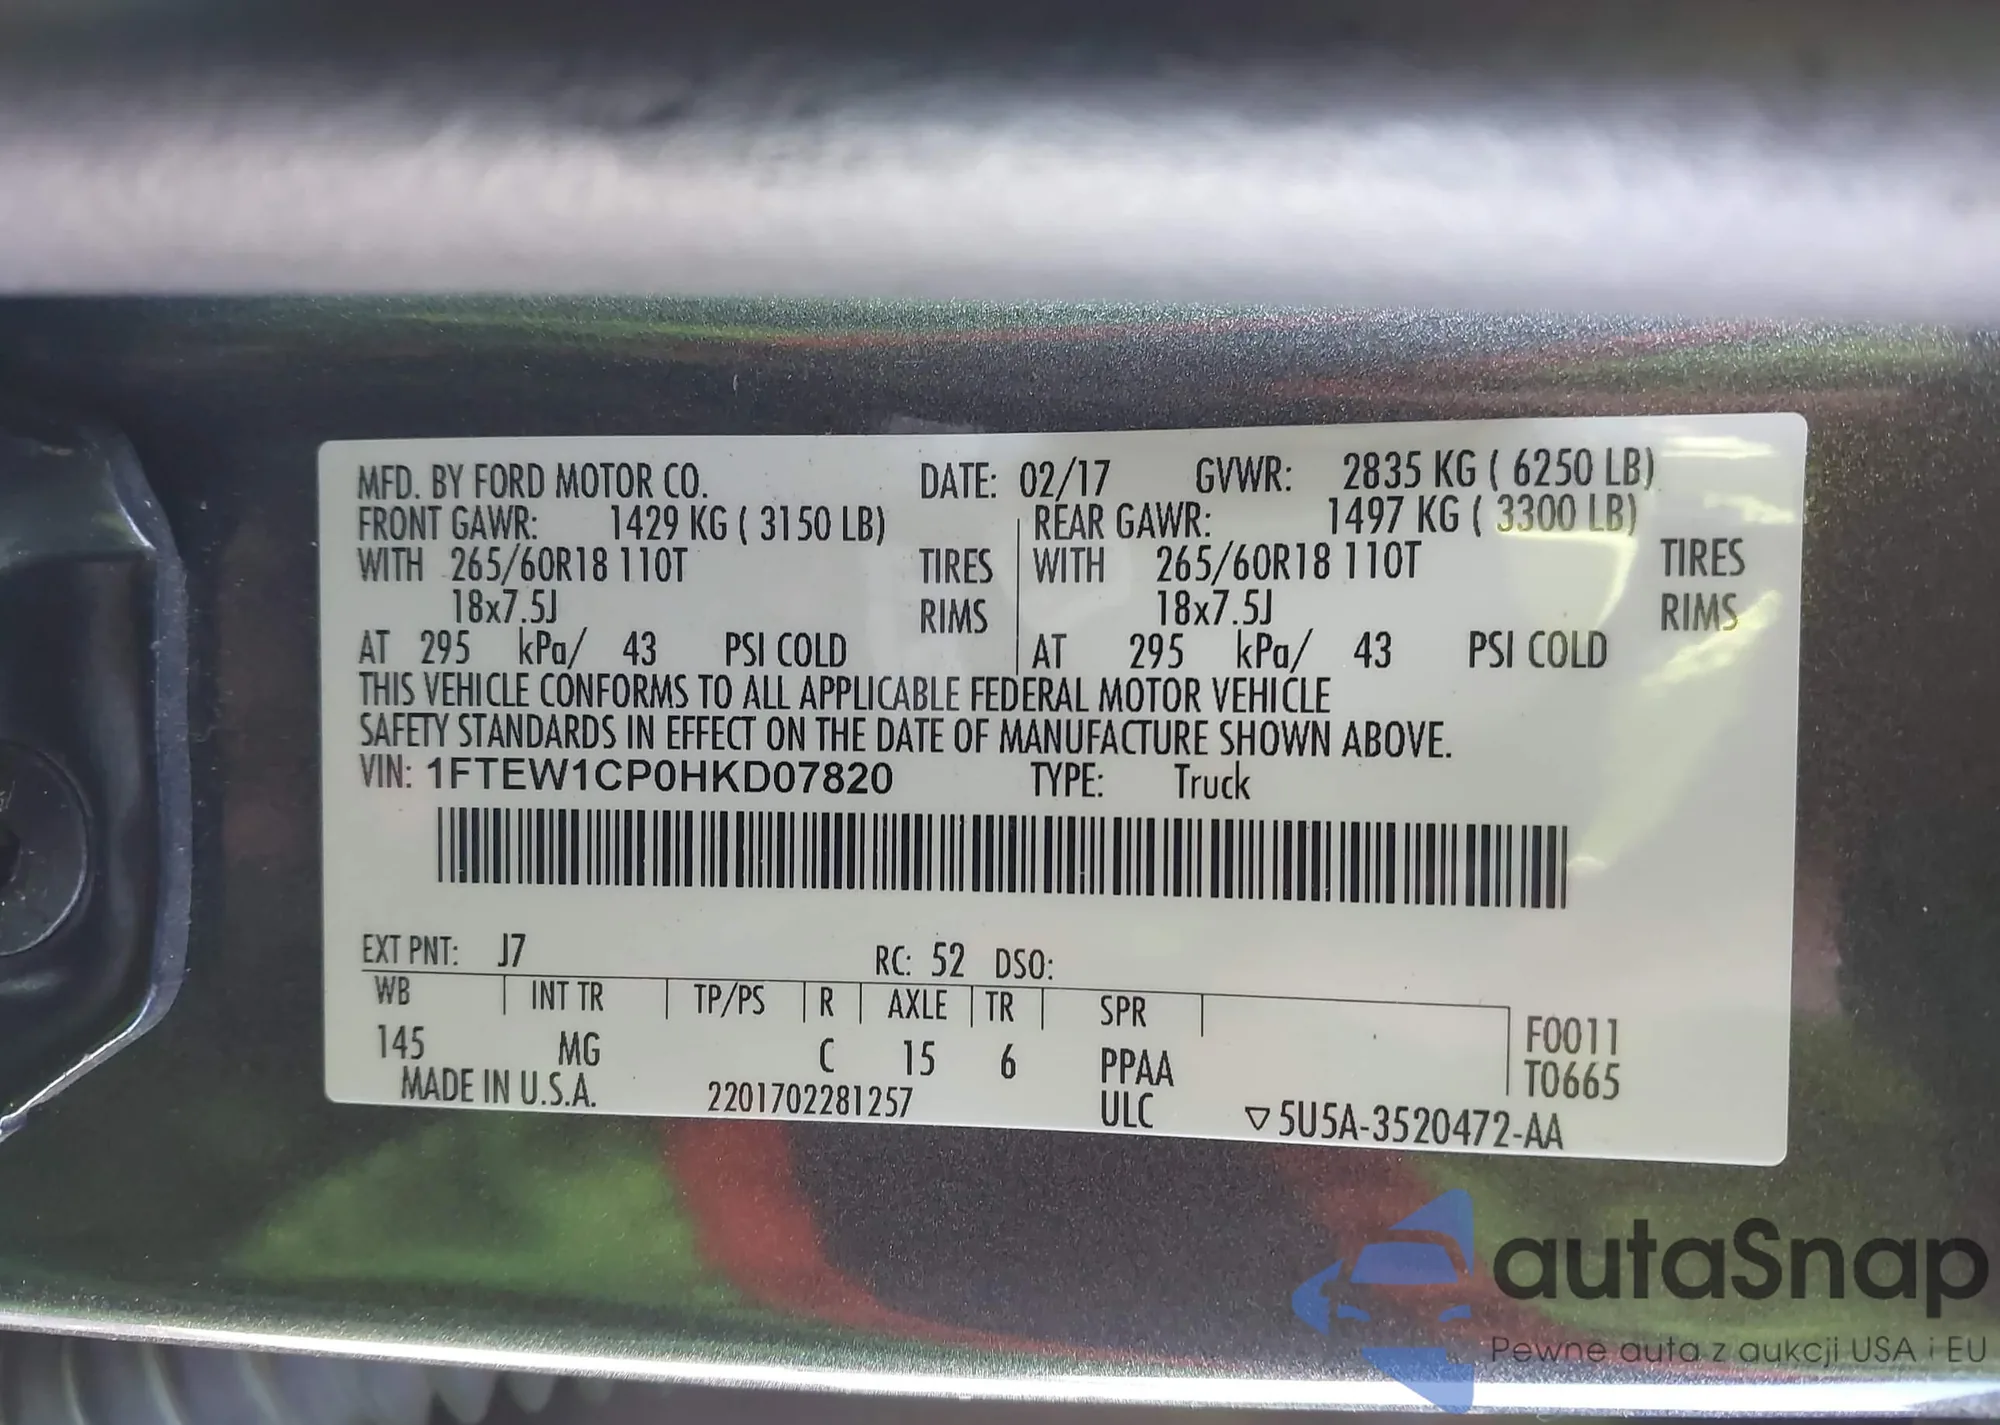 MFD. BY FORD MOTOR CO. DATE: 02/17 GVWR: 2835 KG ( 6250 LB)
FRONT GAWR: 1429 KG ( 3150 LB) REAR GAWR: 1497 KG ( 3300 LB)
WITH 265/60R18 110T TIRES WITH 265/60R18 110T TIRES
18x7.5J RIMS 18x7.5J RIMS
AT 295 kPa/ 43 PSI COLD AT 295 kPa/ 43 PSI COLD
THIS VEHICLE CONFORMS TO ALL APPLICABLE FEDERAL MOTOR VEHICLE
SAFETY STANDARDS IN EFFECT ON THE DATE OF MANUFACTURE SHOWN ABOVE.
VIN: 1FTEW1CP0HKD07820 TYPE: Truck
EXT PNT: J7 RC: 52 DSO:
WB INT TR TP/PS R AXLE TR SPR F0011
145 MG C 15 6 PPAA T0665
MADE IN U.S.A. 2201702281257 ULC ▽5U5A-3520472-AA
autaSnap
Pewne auta z aukcji USA i EU